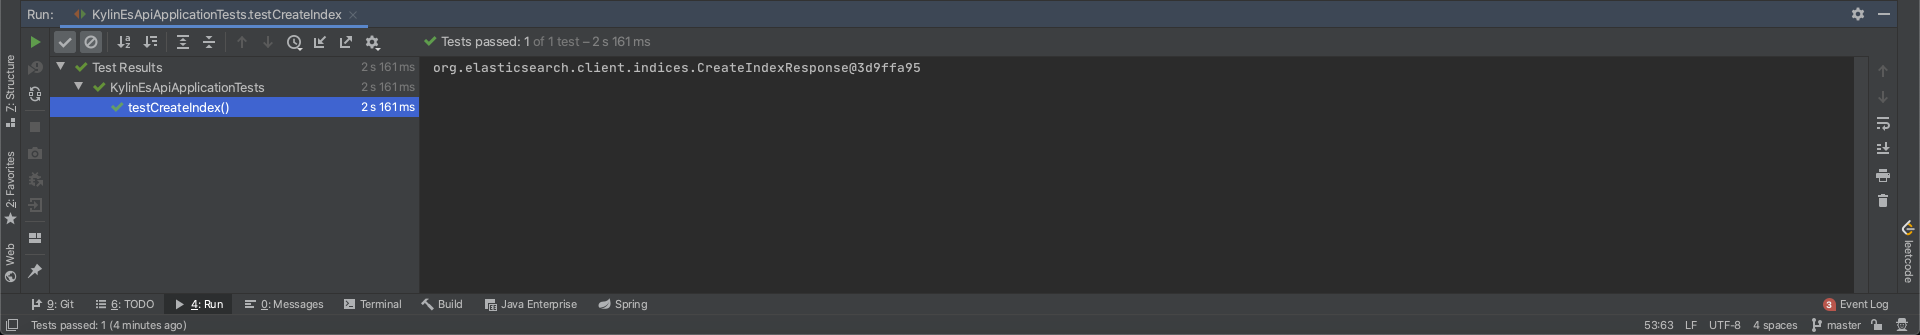 Run: KylinEsApiApplicationTests.testCreateIndex
Tests passed: 1 of 1 test – 2 s 161 ms
Test Results 2 s 161 ms
KylinEsApiApplicationTests 2 s 161 ms
testCreateIndex() 2 s 161 ms
org.elasticsearch.client.indices.CreateIndexResponse@3d9ffa95
Z: Structure
2: Favorites
Web
leetcode
9: Git 6: TODO 4: Run 0: Messages Terminal Build Java Enterprise Spring 3 Event Log
Tests passed: 1 (4 minutes ago) 53:63 LF UTF-8 4 spaces master